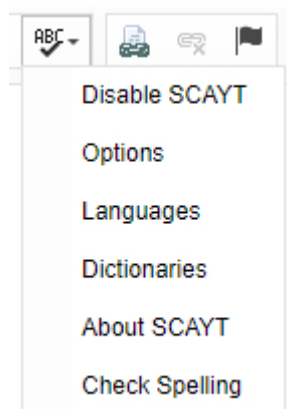 ABC
Disable SCAYT
Options
Languages
Dictionaries
About SCAYT
Check Spelling